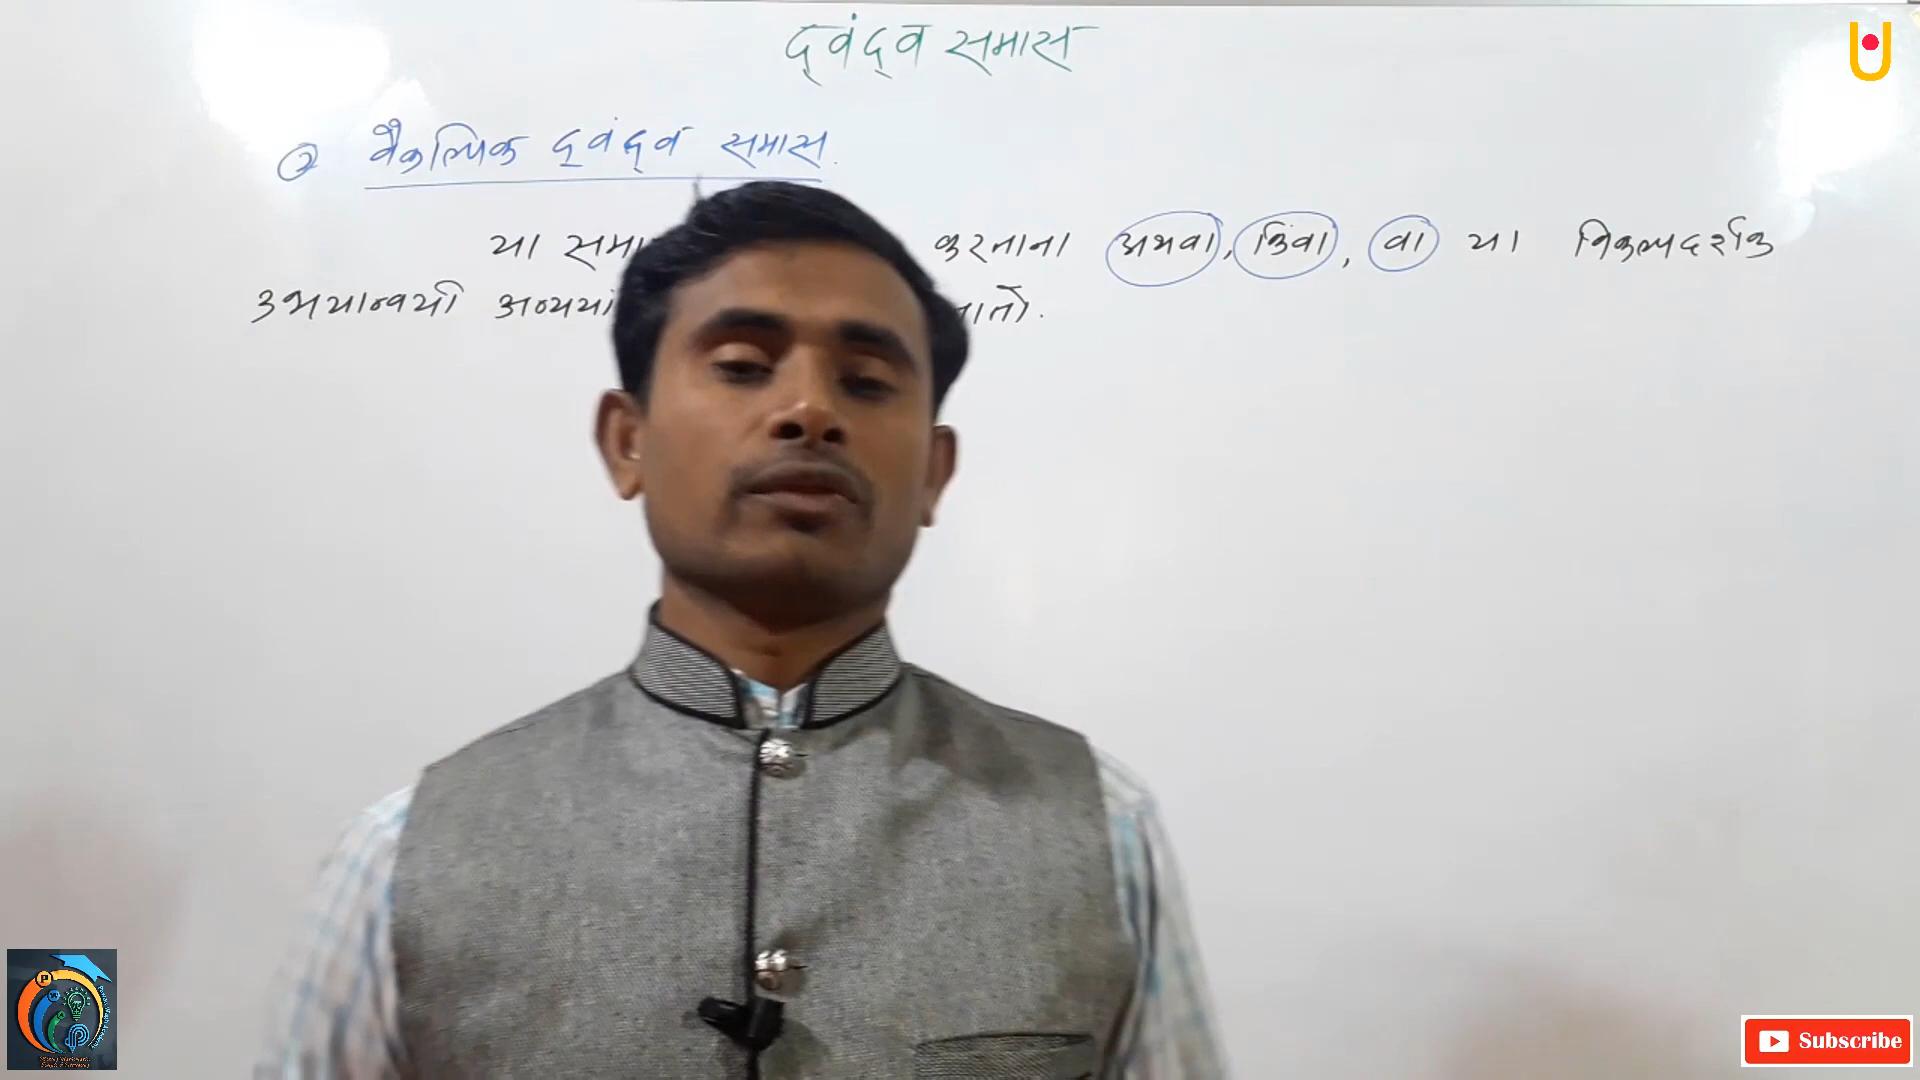 द्वंद्व समास
② वैकल्पिक द्वंद्व समास.
या समा करताना अथवा, किंवा, वा या विकल्पदर्शक
उभयान्वयी अव्ययां जातो.
Subscribe